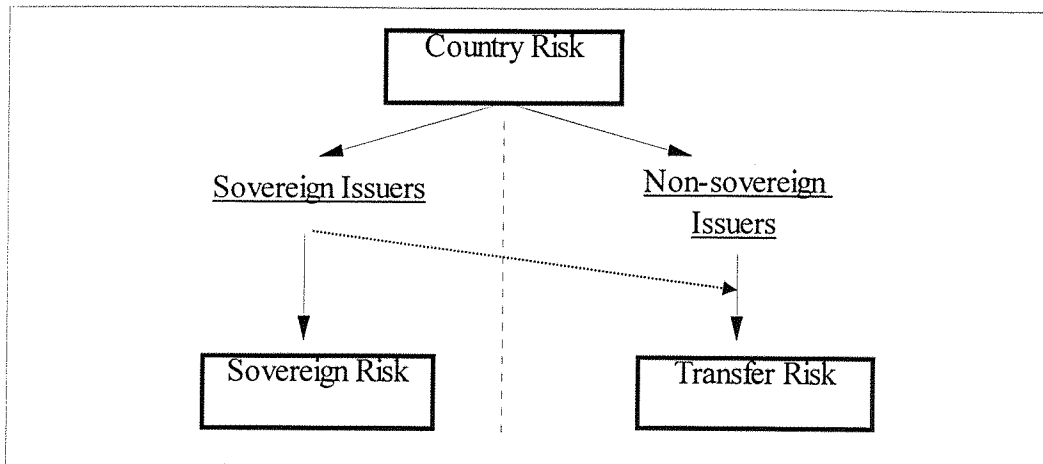 Country Risk
Sovereign Issuers
Non-sovereign
Issuers
Sovereign Risk
Transfer Risk